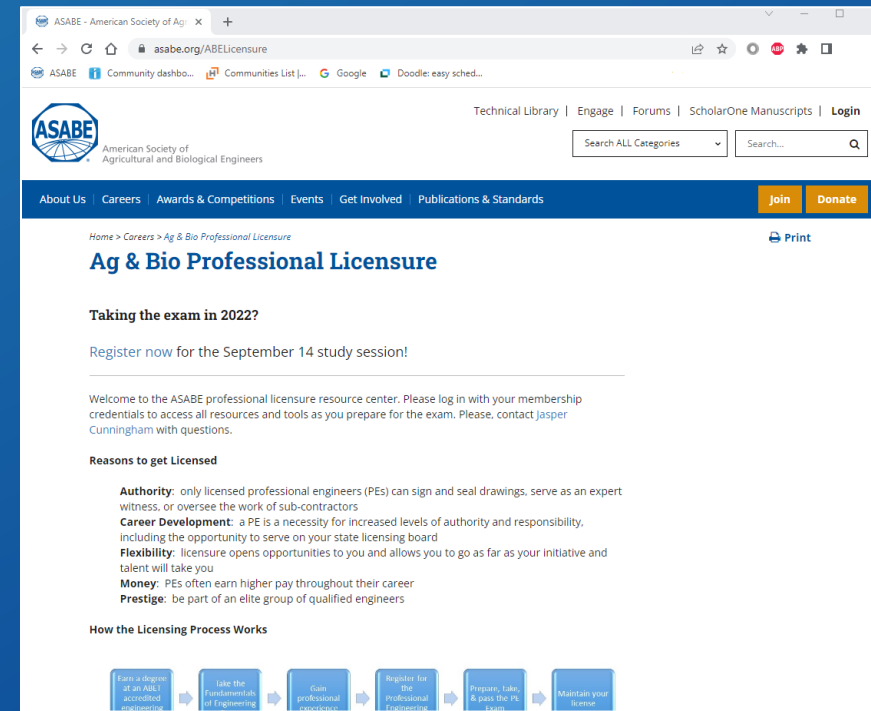 ASABE - American Society of Agr
asabe.org/ABELicensure
ABP
ASABE Community dashbo... Communities List |... Google Doodle: easy sched...
Technical Library | Engage | Forums | ScholarOne Manuscripts | Login
ASABE
American Society of
Agricultural and Biological Engineers
Search ALL Categories Search...
About Us | Careers | Awards & Competitions | Events | Get Involved | Publications & Standards Join Donate
Home > Careers > Ag & Bio Professional Licensure Print
Ag & Bio Professional Licensure
Taking the exam in 2022?
Register now for the September 14 study session!
Welcome to the ASABE professional licensure resource center. Please log in with your membership
credentials to access all resources and tools as you prepare for the exam. Please, contact Jasper
Cunningham with questions.
Reasons to get Licensed
Authority: only licensed professional engineers (PEs) can sign and seal drawings, serve as an expert
witness, or oversee the work of sub-contractors
Career Development: a PE is a necessity for increased levels of authority and responsibility,
including the opportunity to serve on your state licensing board
Flexibility: licensure opens opportunities to you and allows you to go as far as your initiative and
talent will take you
Money: PEs often earn higher pay throughout their career
Prestige: be part of an elite group of qualified engineers
How the Licensing Process Works
Earn a degree
at an ABET
accredited
engineering
Take the
Fundamentals
of Engineering
Gain
professional
experience
Register for
the
Professional
Engineering
Prepare, take,
& pass the PE
Exam
Maintain your
license